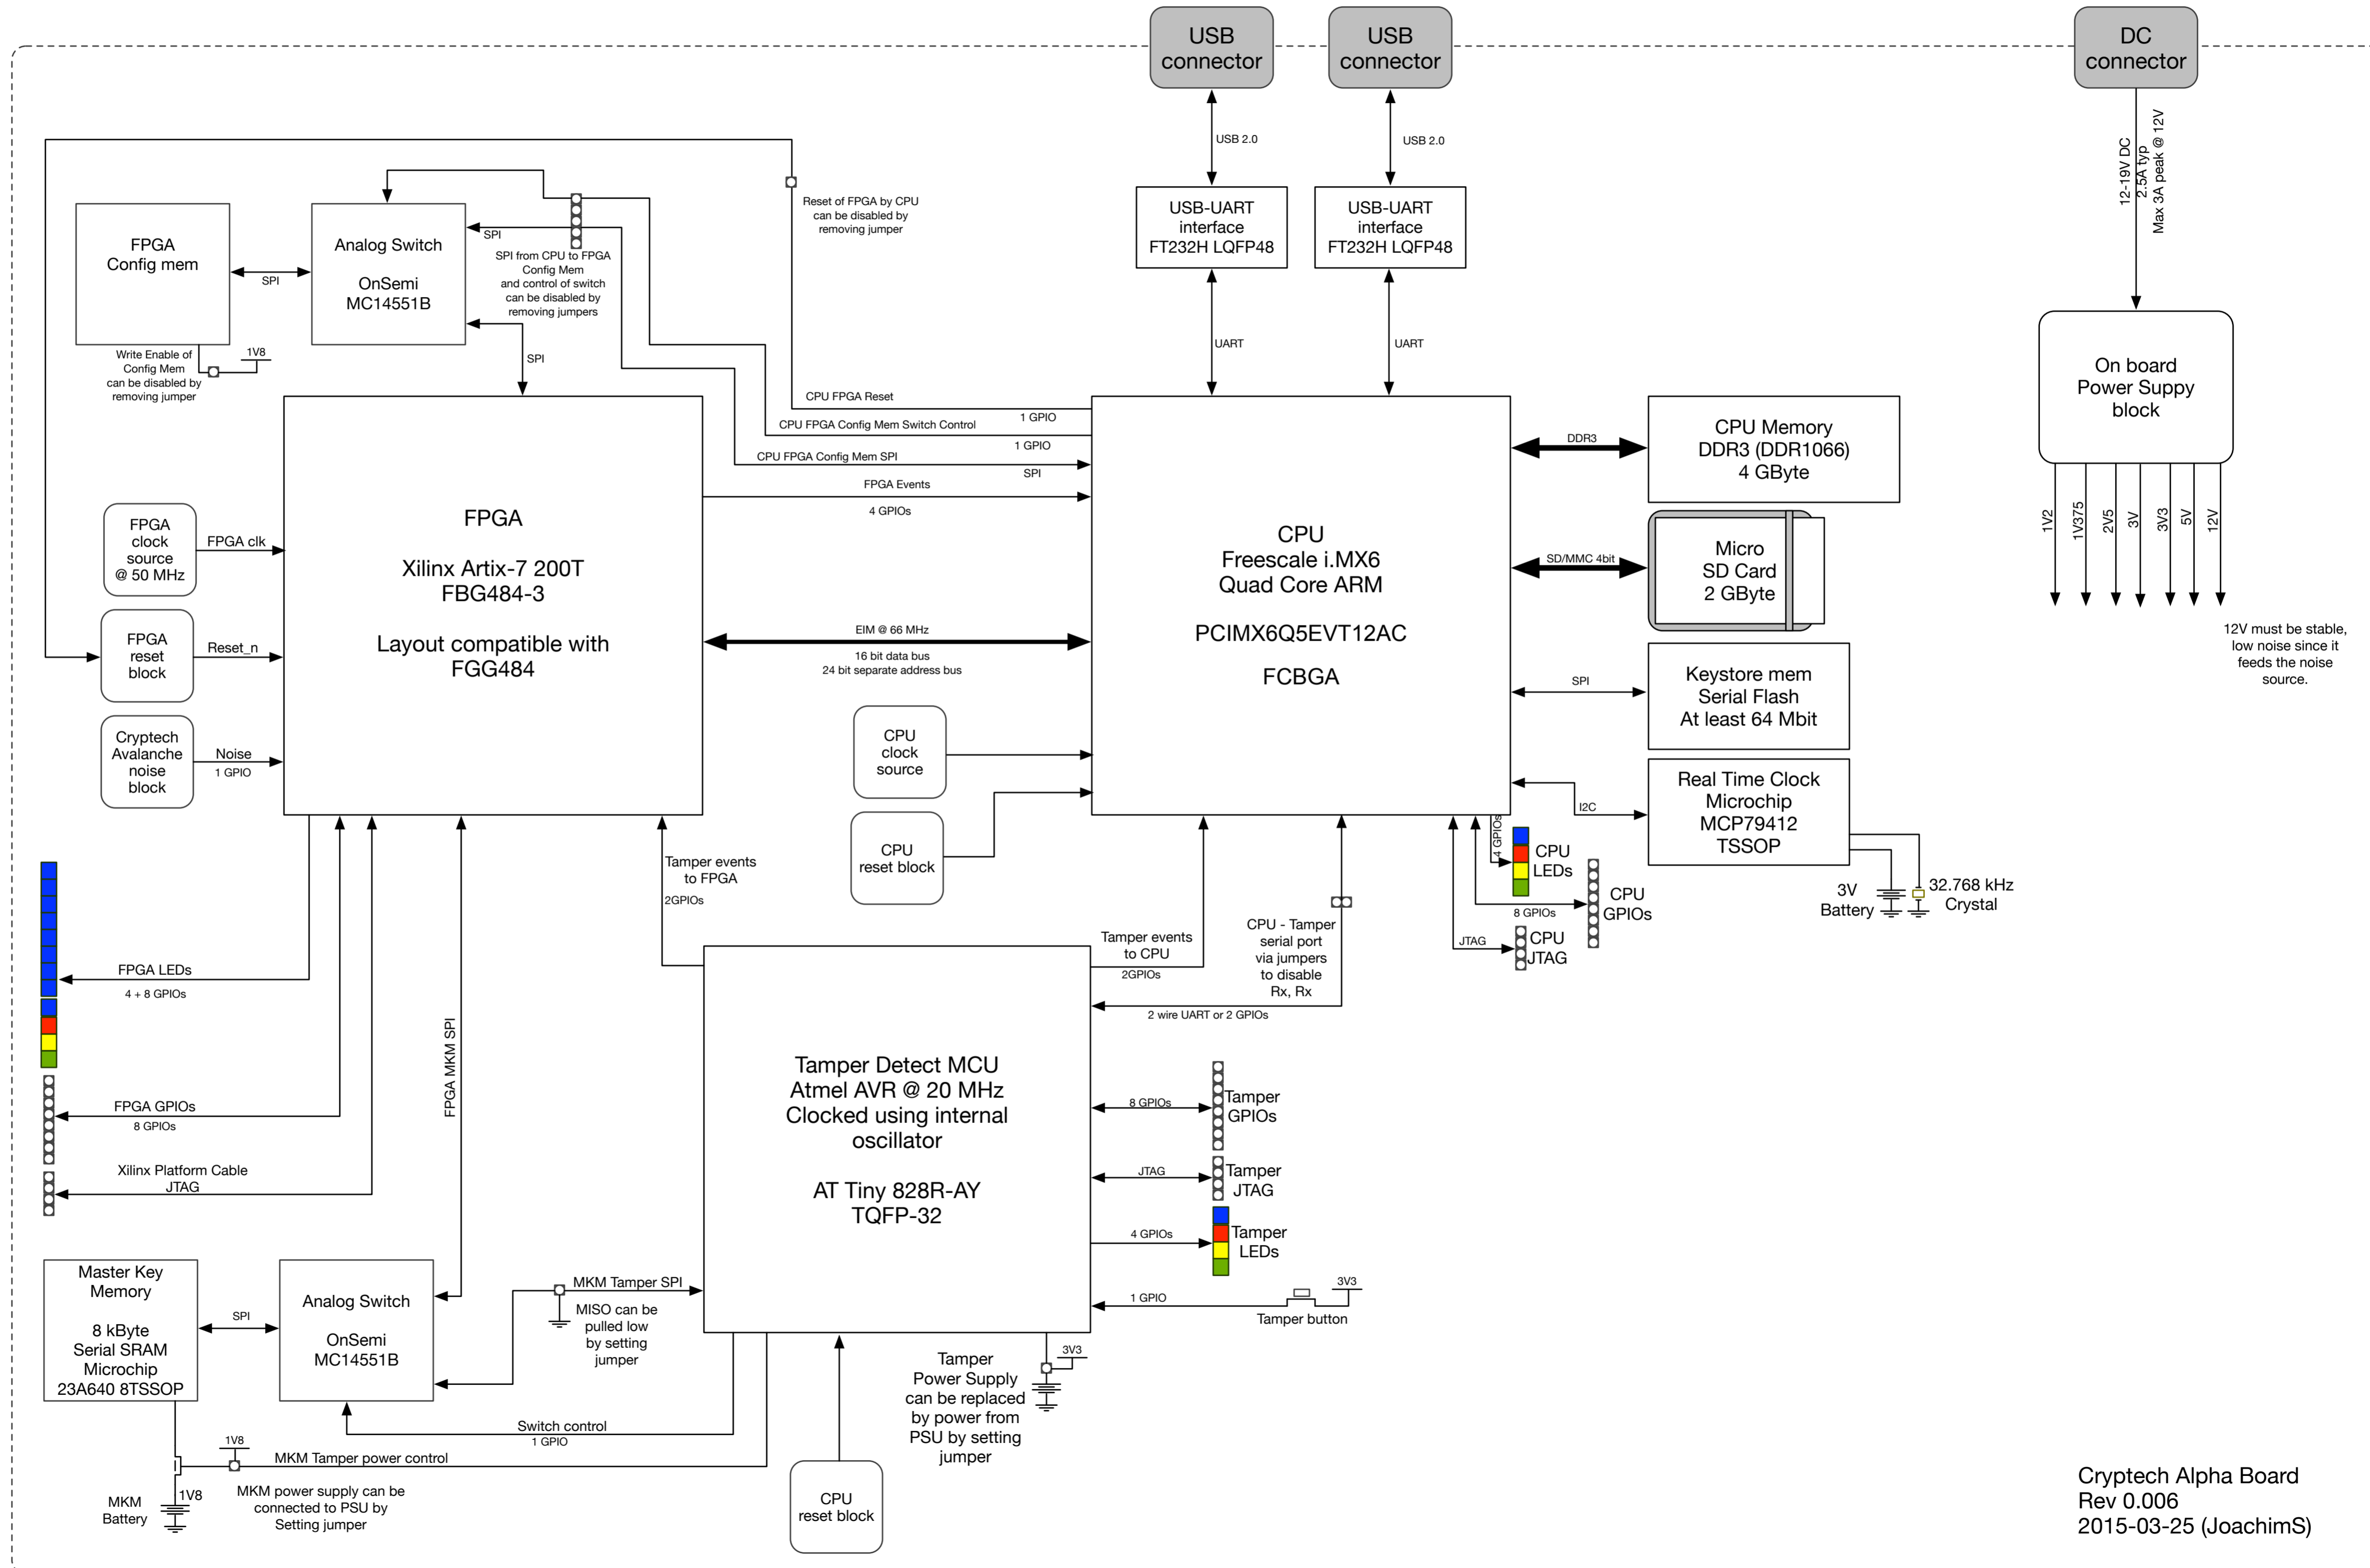 USB
connector
USB
connector
DC
connector
USB 2.0
USB 2.0
12-19V DC
2.5A typ
Max 3A peak @ 12V
USB-UART
interface
FT232H LQFP48
USB-UART
interface
FT232H LQFP48
UART
UART
Reset of FPGA by CPU
can be disabled by
removing jumper
FPGA
Config mem
SPI
Analog Switch
OnSemi
MC14551B
SPI
SPI from CPU to FPGA
Config Mem
and control of switch
can be disabled by
removing jumpers
SPI
Write Enable of
Config Mem
can be disabled by
removing jumper
1V8
CPU FPGA Reset
1 GPIO
CPU FPGA Config Mem Switch Control
1 GPIO
CPU FPGA Config Mem SPI
SPI
FPGA Events
4 GPIOs
On board
Power Suppy
block
1V2
1V375
2V5
3V
3V3
5V
12V
12V must be stable,
low noise since it
feeds the noise
source.
FPGA
clock
source
@ 50 MHz
FPGA clk
FPGA
reset
block
Reset_n
Cryptech
Avalanche
noise
block
Noise
1 GPIO
FPGA
Xilinx Artix-7 200T
FBG484-3
Layout compatible with
FGG484
EIM @ 66 MHz
16 bit data bus
24 bit separate address bus
CPU
Freescale i.MX6
Quad Core ARM
PCIMX6Q5EVT12AC
FCBGA
CPU
clock
source
CPU
reset block
DDR3
CPU Memory
DDR3 (DDR1066)
4 GByte
SD/MMC 4bit
Micro
SD Card
2 GByte
SPI
Keystore mem
Serial Flash
At least 64 Mbit
I2C
Real Time Clock
Microchip
MCP79412
TSSOP
3V
Battery
32.768 kHz
Crystal
4 GPIOs
CPU
LEDs
8 GPIOs
CPU
GPIOs
JTAG
CPU
JTAG
Tamper events
to FPGA
2GPIOs
Tamper events
to CPU
2GPIOs
CPU - Tamper
serial port
via jumpers
to disable
Rx, Rx
2 wire UART or 2 GPIOs
FPGA LEDs
4 + 8 GPIOs
FPGA GPIOs
8 GPIOs
Xilinx Platform Cable
JTAG
FPGA MKM SPI
Tamper Detect MCU
Atmel AVR @ 20 MHz
Clocked using internal
oscillator
AT Tiny 828R-AY
TQFP-32
8 GPIOs
Tamper
GPIOs
JTAG
Tamper
JTAG
4 GPIOs
Tamper
LEDs
1 GPIO
3V3
Tamper button
Master Key
Memory
8 kByte
Serial SRAM
Microchip
23A640 8TSSOP
SPI
Analog Switch
OnSemi
MC14551B
MKM Tamper SPI
MISO can be
pulled low
by setting
jumper
Switch control
1 GPIO
1V8
MKM Tamper power control
MKM
Battery
1V8
MKM power supply can be
connected to PSU by
Setting jumper
3V3
Tamper
Power Supply
can be replaced
by power from
PSU by setting
jumper
CPU
reset block
Cryptech Alpha Board
Rev 0.006
2015-03-25 (JoachimS)